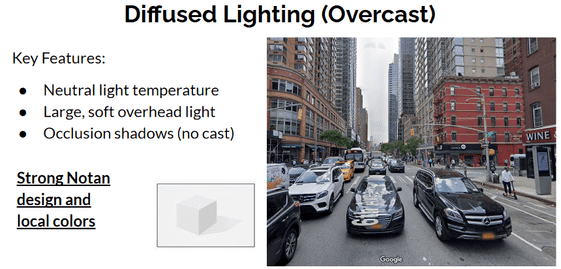 Diffused Lighting (Overcast)
Key Features:
● Neutral light temperature
● Large, soft overhead light
● Occlusion shadows (no cast)
Strong Notan
design and
local colors
WINE &
Google